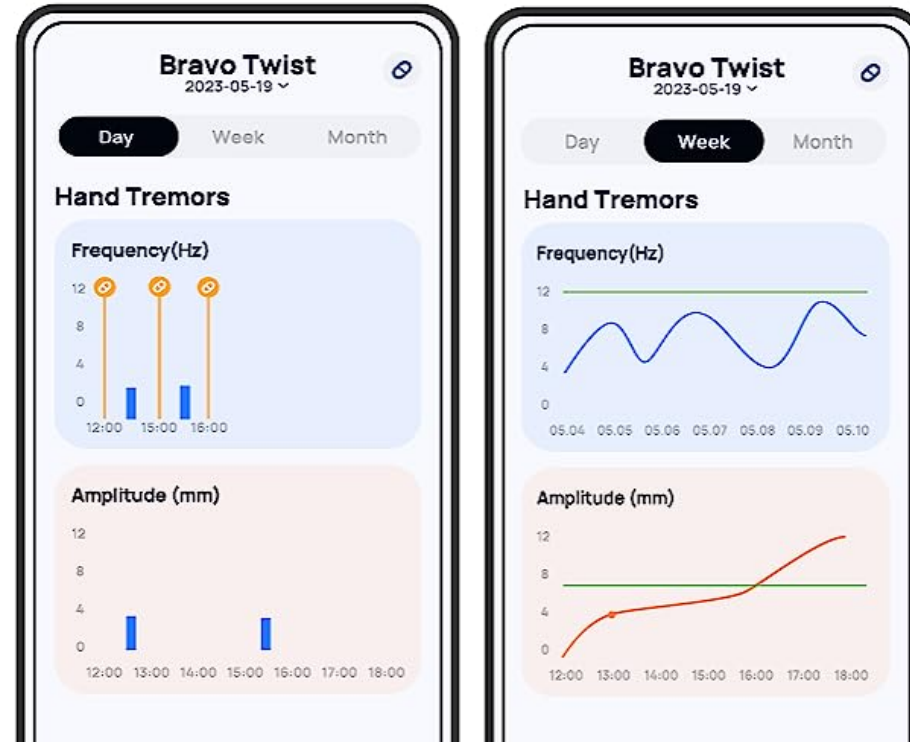 Bravo Twist
2023-05-19
Day Week Month
Hand Tremors
Frequency(Hz)
12
8
4
0
12:00 15:00 16:00
Amplitude (mm)
12
8
4
0
12:00 13:00 14:00 15:00 16:00 17:00 18:00
Bravo Twist
2023-05-19
Day Week Month
Hand Tremors
Frequency(Hz)
12
8
4
0
05.04 05.05 05.06 05.07 05.08 05.09 05.10
Amplitude (mm)
12
8
4
0
12:00 13:00 14:00 15:00 16:00 17:00 18:00